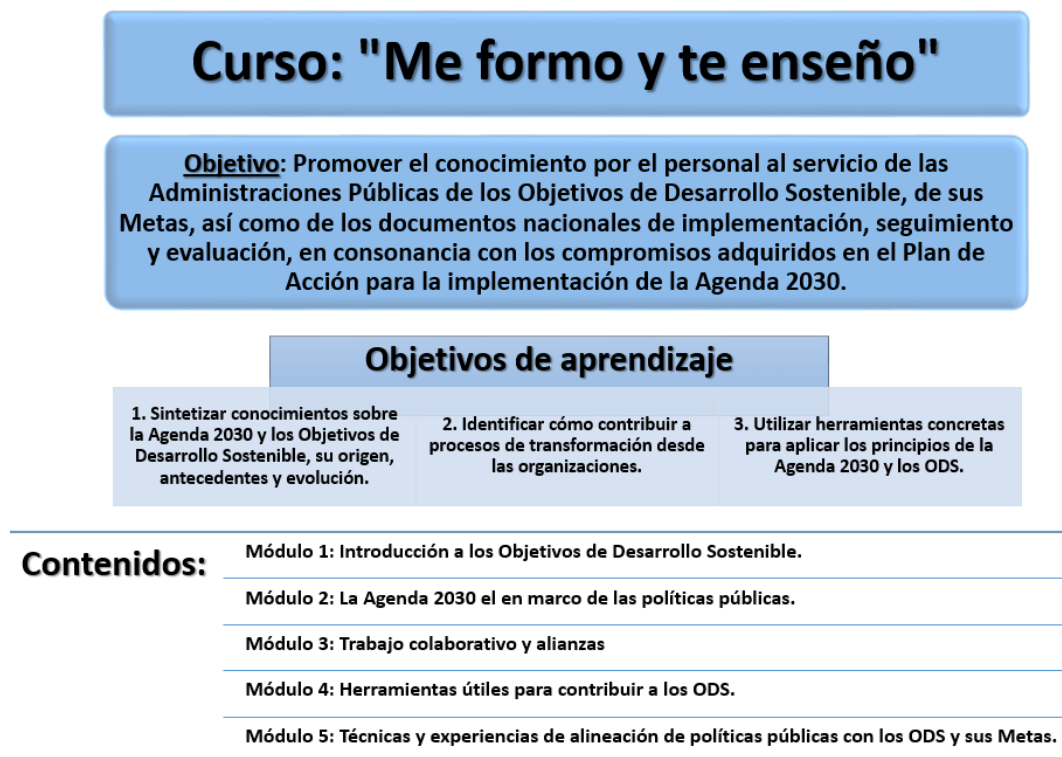 Curso: "Me formo y te enseño"
Objetivo: Promover el conocimiento por el personal al servicio de las
Administraciones Públicas de los Objetivos de Desarrollo Sostenible, de sus
Metas, así como de los documentos nacionales de implementación, seguimiento
y evaluación, en consonancia con los compromisos adquiridos en el Plan de
Acción para la implementación de la Agenda 2030.
Objetivos de aprendizaje
1. Sintetizar conocimientos sobre
la Agenda 2030 y los Objetivos de
Desarrollo Sostenible, su origen,
antecedentes y evolución.
2. Identificar cómo contribuir a
procesos de transformación desde
las organizaciones.
3. Utilizar herramientas concretas
para aplicar los principios de la
Agenda 2030 y los ODS.
Contenidos:
Módulo 1: Introducción a los Objetivos de Desarrollo Sostenible.
Módulo 2: La Agenda 2030 el en marco de las políticas públicas.
Módulo 3: Trabajo colaborativo y alianzas
Módulo 4: Herramientas útiles para contribuir a los ODS.
Módulo 5: Técnicas y experiencias de alineación de políticas públicas con los ODS y sus Metas.